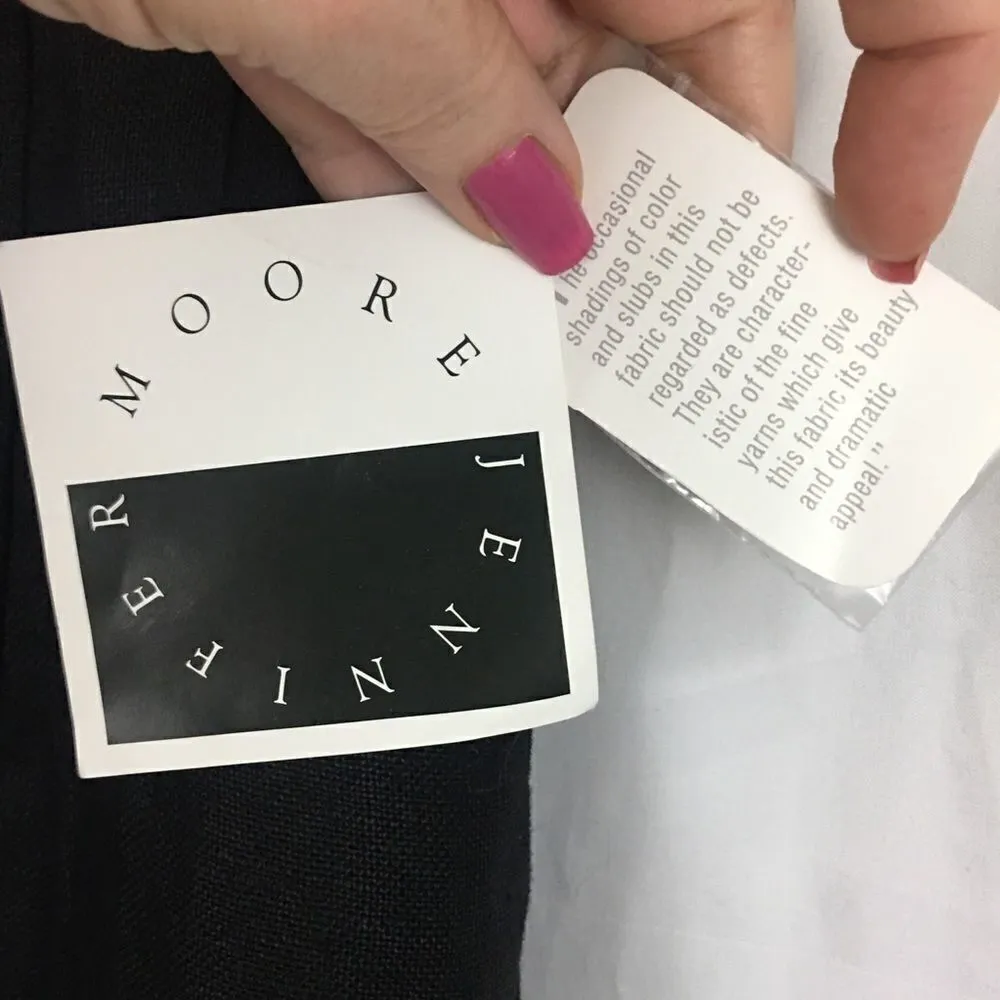 MOORE
JENNIFER
The occasional
shadings of color
and slubs in this
fabric should not be
regarded as defects.
They are character-
istic of the fine
yarns which give
this fabric its beauty
and dramatic
appeal."